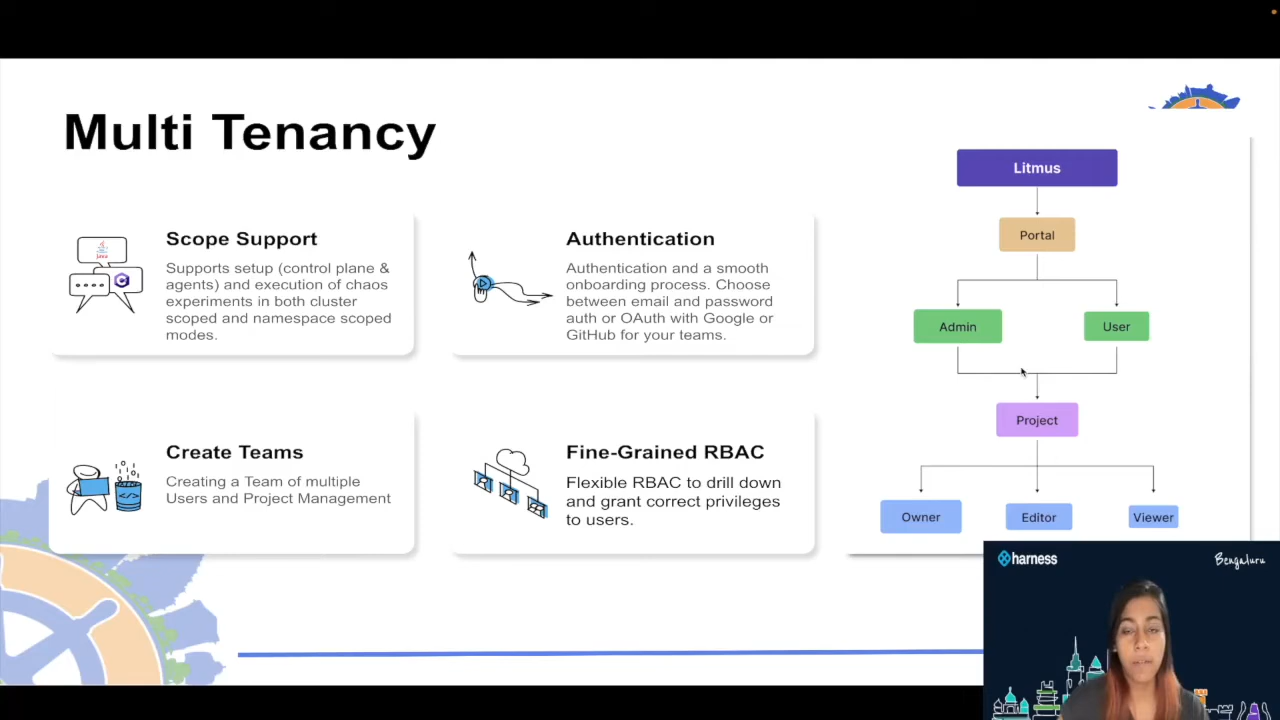 Multi Tenancy
Scope Support
Supports setup (control plane &
agents) and execution of chaos
experiments in both cluster
scoped and namespace scoped
modes.
Authentication
Authentication and a smooth
onboarding process. Choose
between email and password
auth or OAuth with Google or
GitHub for your teams.
Create Teams
Creating a Team of multiple
Users and Project Management
Fine-Grained RBAC
Flexible RBAC to drill down
and grant correct privileges
to users.
Litmus
Portal
Admin
User
Project
Owner
Editor
Viewer
harness
Bengaluru